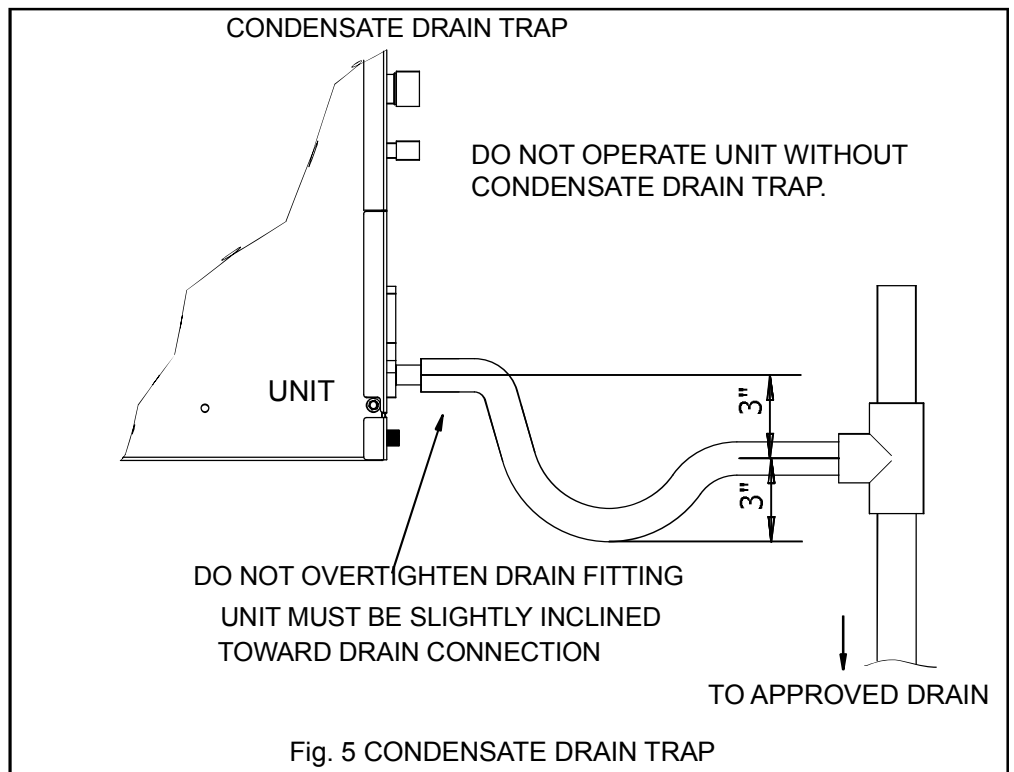 CONDENSATE DRAIN TRAP
DO NOT OPERATE UNIT WITHOUT
CONDENSATE DRAIN TRAP.
UNIT
3"
3"
DO NOT OVERTIGHTEN DRAIN FITTING
UNIT MUST BE SLIGHTLY INCLINED
TOWARD DRAIN CONNECTION
TO APPROVED DRAIN
Fig. 5 CONDENSATE DRAIN TRAP